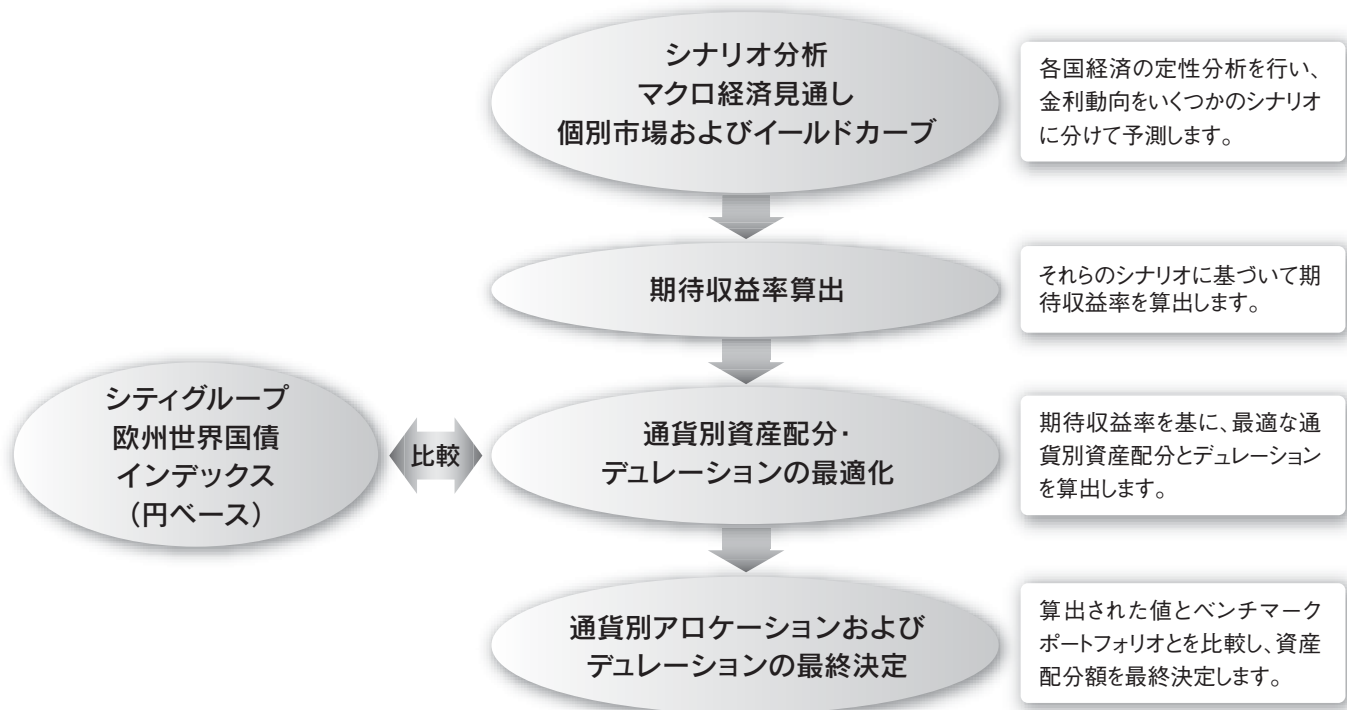 シナリオ分析
マクロ経済見通し
個別市場およびイールドカーブ
各国経済の定性分析を行い、
金利動向をいくつかのシナリオ
に分けて予測します。
期待収益率算出
それらのシナリオに基づいて期
待収益率を算出します。
シティグループ
欧州世界国債
インデックス
（円ベース）
比較
通貨別資産配分・
デュレーションの最適化
期待収益率を基に、最適な通
貨別資産配分とデュレーション
を算出します。
通貨別アロケーションおよび
デュレーションの最終決定
算出された値とベンチマーク
ポートフォリオとを比較し、資産
配分額を最終決定します。